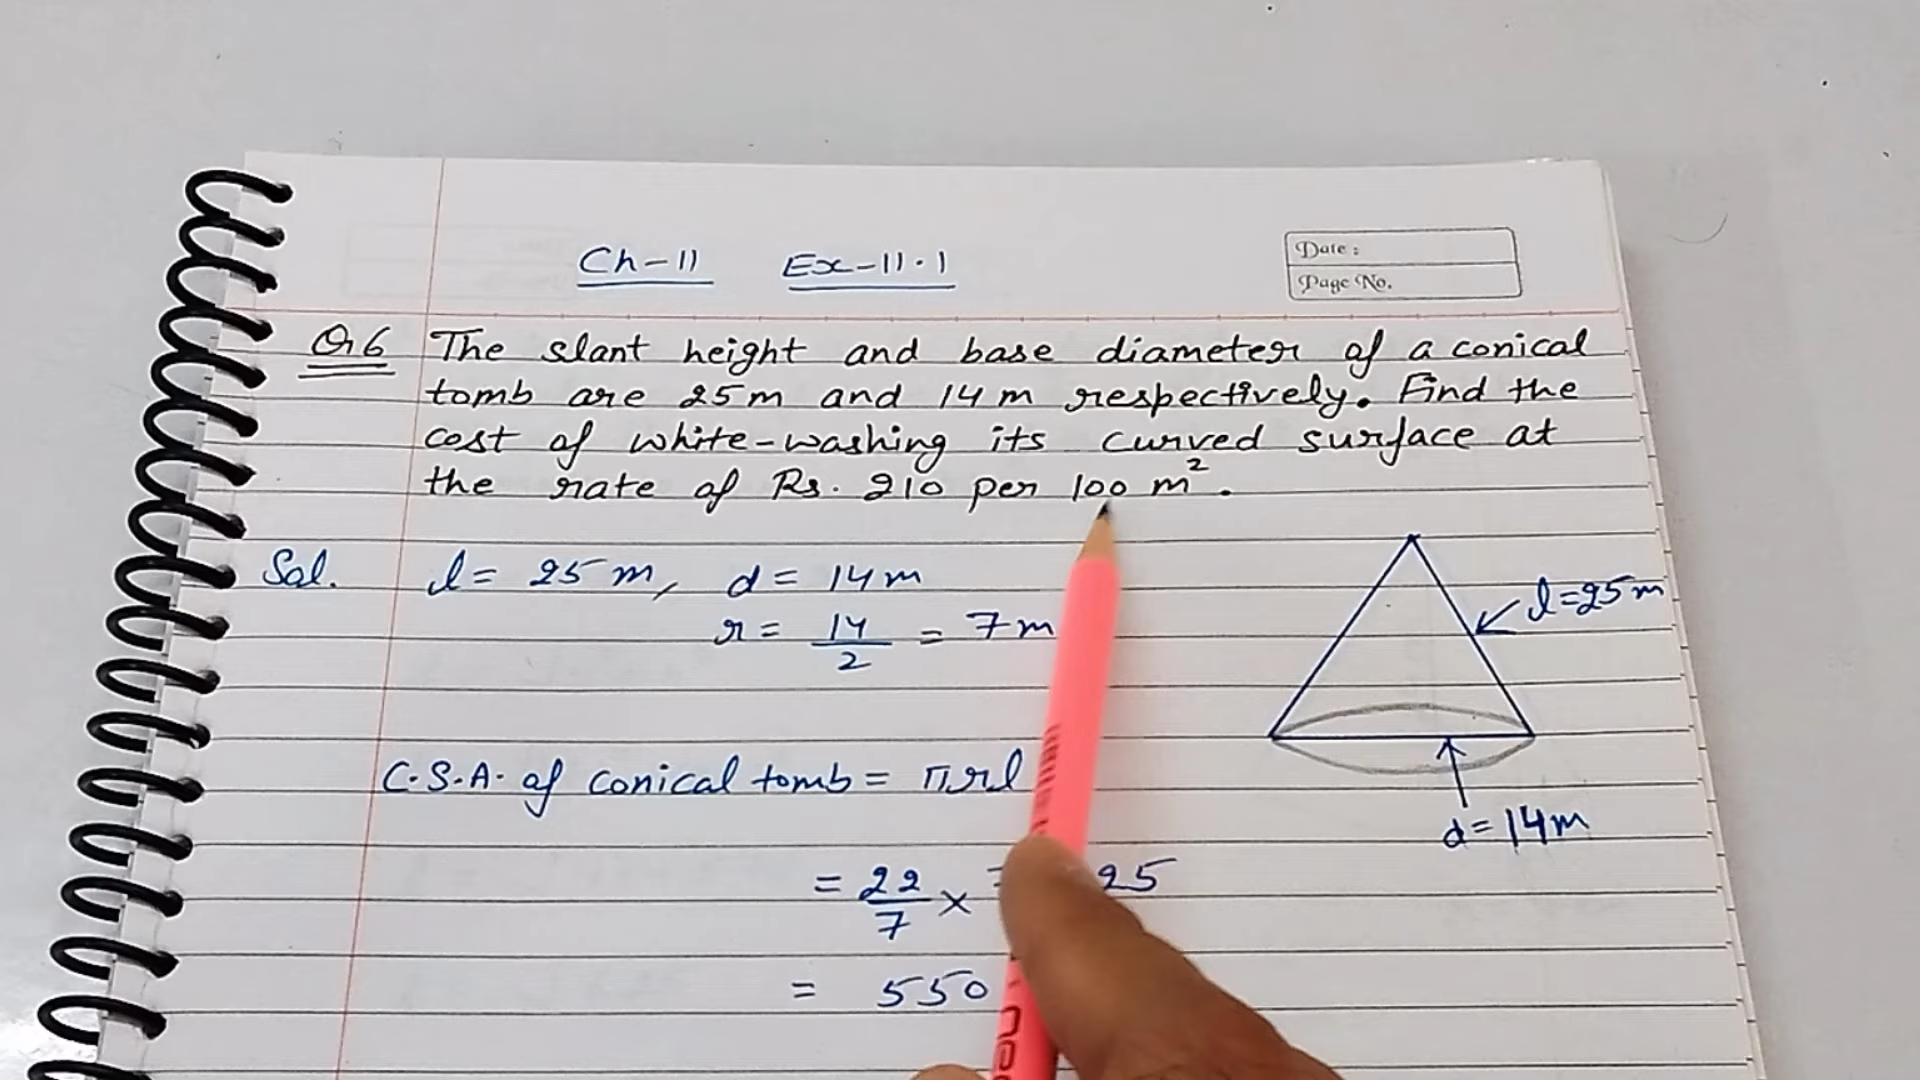 Ch-11 Ex-11.1
Date :
Page No.
Q6 The slant height and base diameter of a conical
tomb are 25m and 14 m respectively. Find the
cost of white-washing its curved surface at
the rate of Rs. 210 per 100 m².
Sol. l = 25 m, d = 14 m
r = 14/2 = 7 m
l=25m
C.S.A. of conical tomb = πrl
d=14m
= 22/7 × 25
= 550